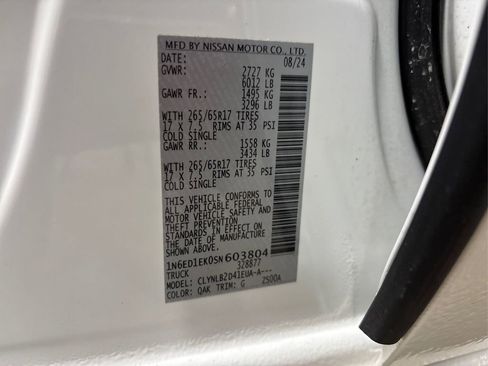 MFD BY NISSAN MOTOR CO., LTD.
DATE: 08/24
GVWR: 2727 KG
6012 LB
GAWR FR.: 1495 KG
3296 LB
WITH 265/65R17 TIRES
17 X 7.5 RIMS AT 35 PSI
COLD SINGLE
GAWR RR.: 1558 KG
3434 LB
WITH 265/65R17 TIRES
17 X 7.5 RIMS AT 35 PSI
COLD SINGLE
THIS VEHICLE CONFORMS TO
ALL APPLICABLE FEDERAL
MOTOR VEHICLE SAFETY AND
THEFT PREVENTION
STANDARDS IN EFFECT ON
THE DATE OF MANUFACTURE
SHOWN ABOVE.
1N6ED1EK0SN603804
TRUCK 328877
MODEL: CLYNLB2D41EUA-A---
COLOR: QAK TRIM: G 2SOOA